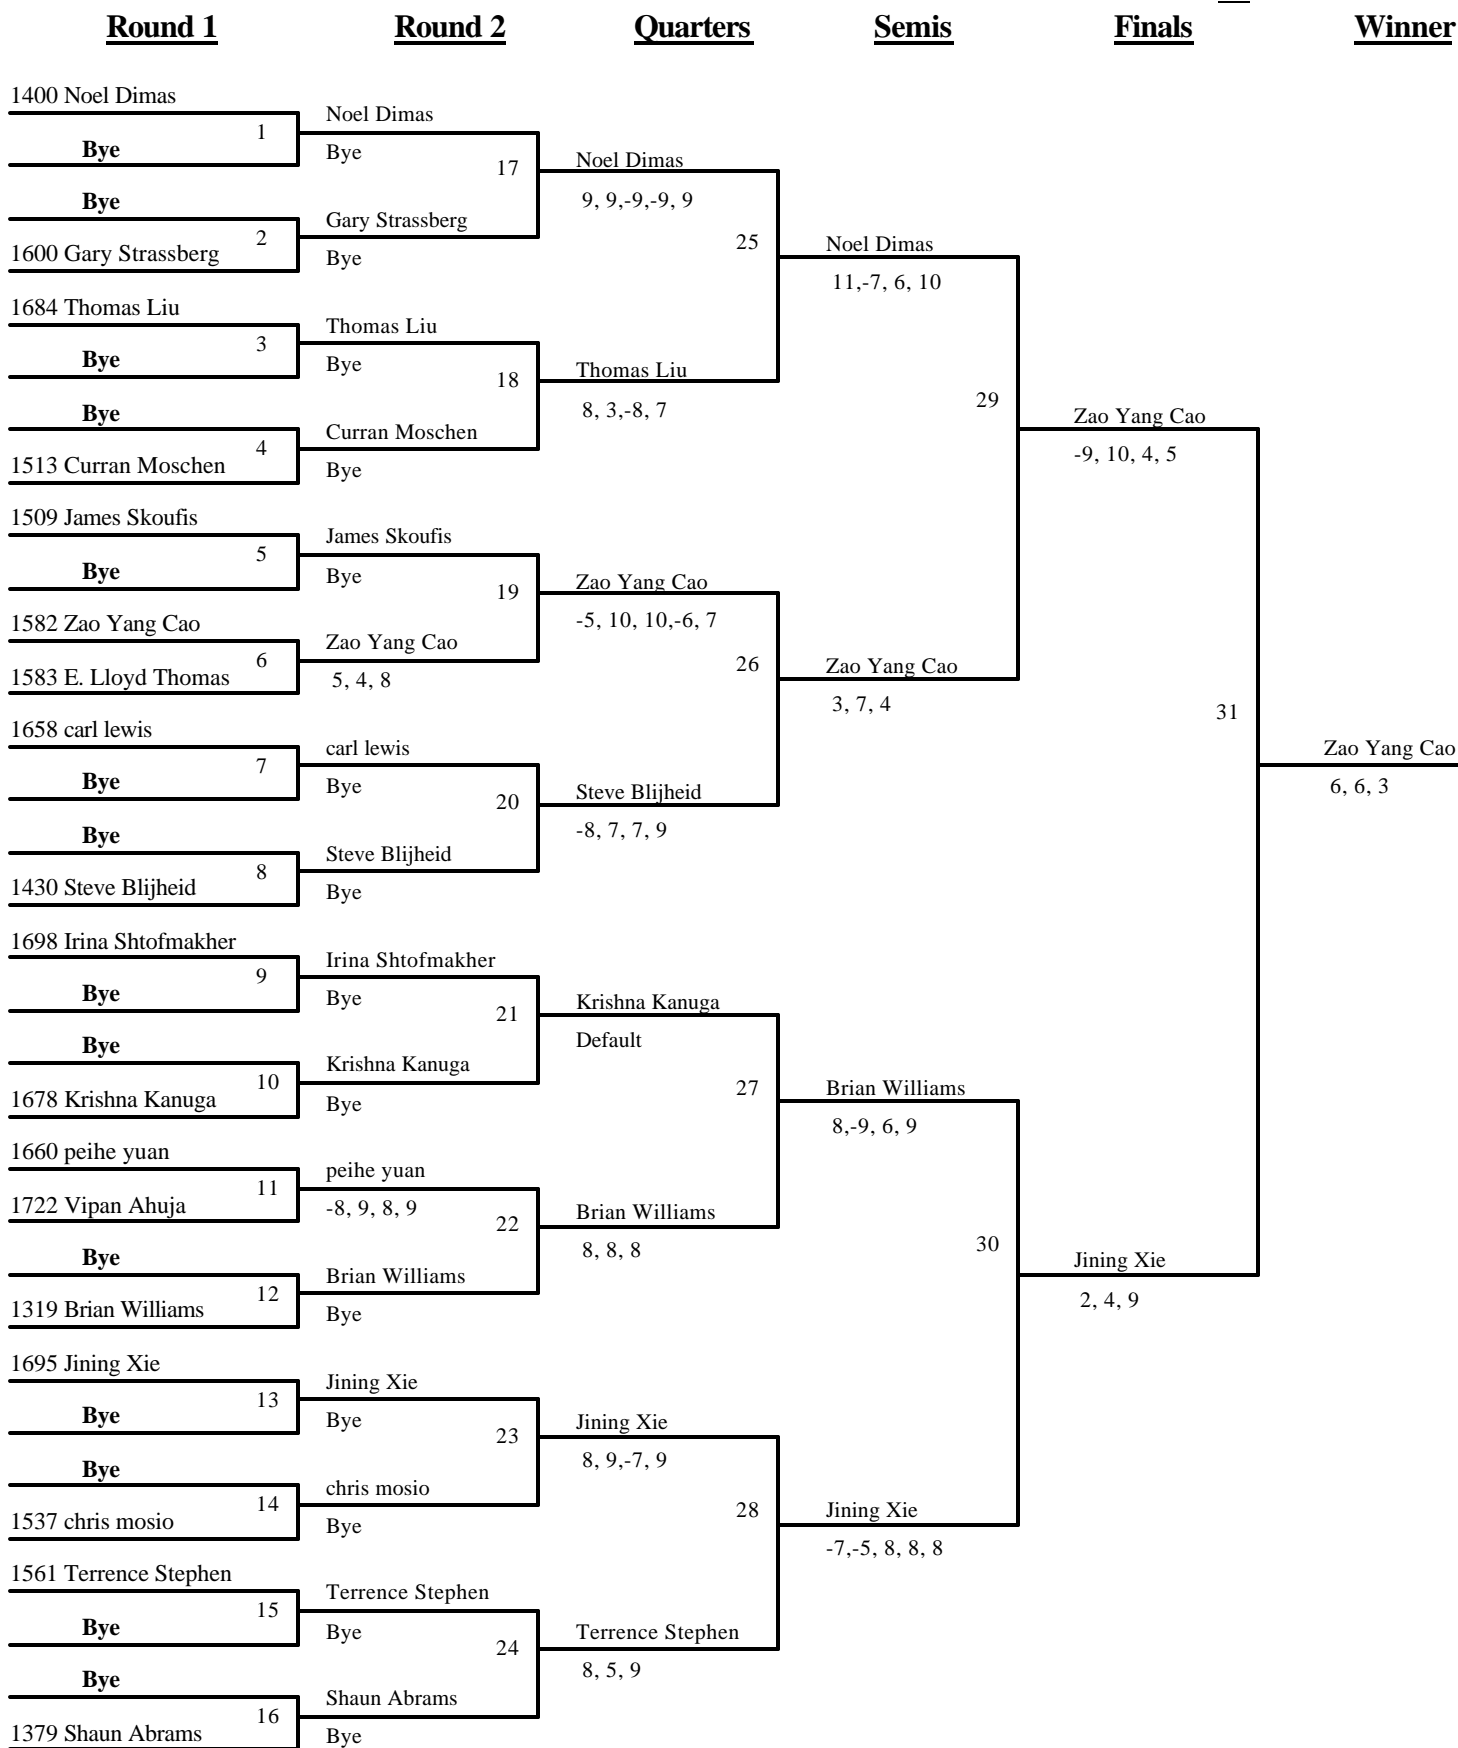 Round 1
Round 2
Quarters
Semis
Finals
Winner
1400 Noel Dimas
1
Bye
Bye
2
1600 Gary Strassberg
1684 Thomas Liu
3
Bye
Bye
4
1513 Curran Moschen
1509 James Skoufis
5
Bye
1582 Zao Yang Cao
6
1583 E. Lloyd Thomas
1658 carl lewis
7
Bye
Bye
8
1430 Steve Blijheid
1698 Irina Shtofmakher
9
Bye
Bye
10
1678 Krishna Kanuga
1660 peihe yuan
11
1722 Vipan Ahuja
Bye
12
1319 Brian Williams
1695 Jining Xie
13
Bye
Bye
14
1537 chris mosio
1561 Terrence Stephen
15
Bye
Bye
16
1379 Shaun Abrams
Noel Dimas
Bye
17
Gary Strassberg
Bye
Thomas Liu
Bye
18
Curran Moschen
Bye
James Skoufis
Bye
19
Zao Yang Cao
5, 4, 8
carl lewis
Bye
20
Steve Blijheid
Bye
Irina Shtofmakher
Bye
21
Krishna Kanuga
Bye
peihe yuan
-8, 9, 8, 9
22
Brian Williams
Bye
Jining Xie
Bye
23
chris mosio
Bye
Terrence Stephen
Bye
24
Shaun Abrams
Bye
Noel Dimas
9, 9,-9,-9, 9
25
Thomas Liu
8, 3,-8, 7
Zao Yang Cao
-5, 10, 10,-6, 7
26
Steve Blijheid
-8, 7, 7, 9
Krishna Kanuga
Default
27
Brian Williams
8, 8, 8
Jining Xie
8, 9,-7, 9
28
Terrence Stephen
8, 5, 9
Noel Dimas
11,-7, 6, 10
29
Zao Yang Cao
3, 7, 4
Brian Williams
8,-9, 6, 9
30
Jining Xie
-7,-5, 8, 8, 8
Zao Yang Cao
-9, 10, 4, 5
31
Jining Xie
2, 4, 9
Zao Yang Cao
6, 6, 3